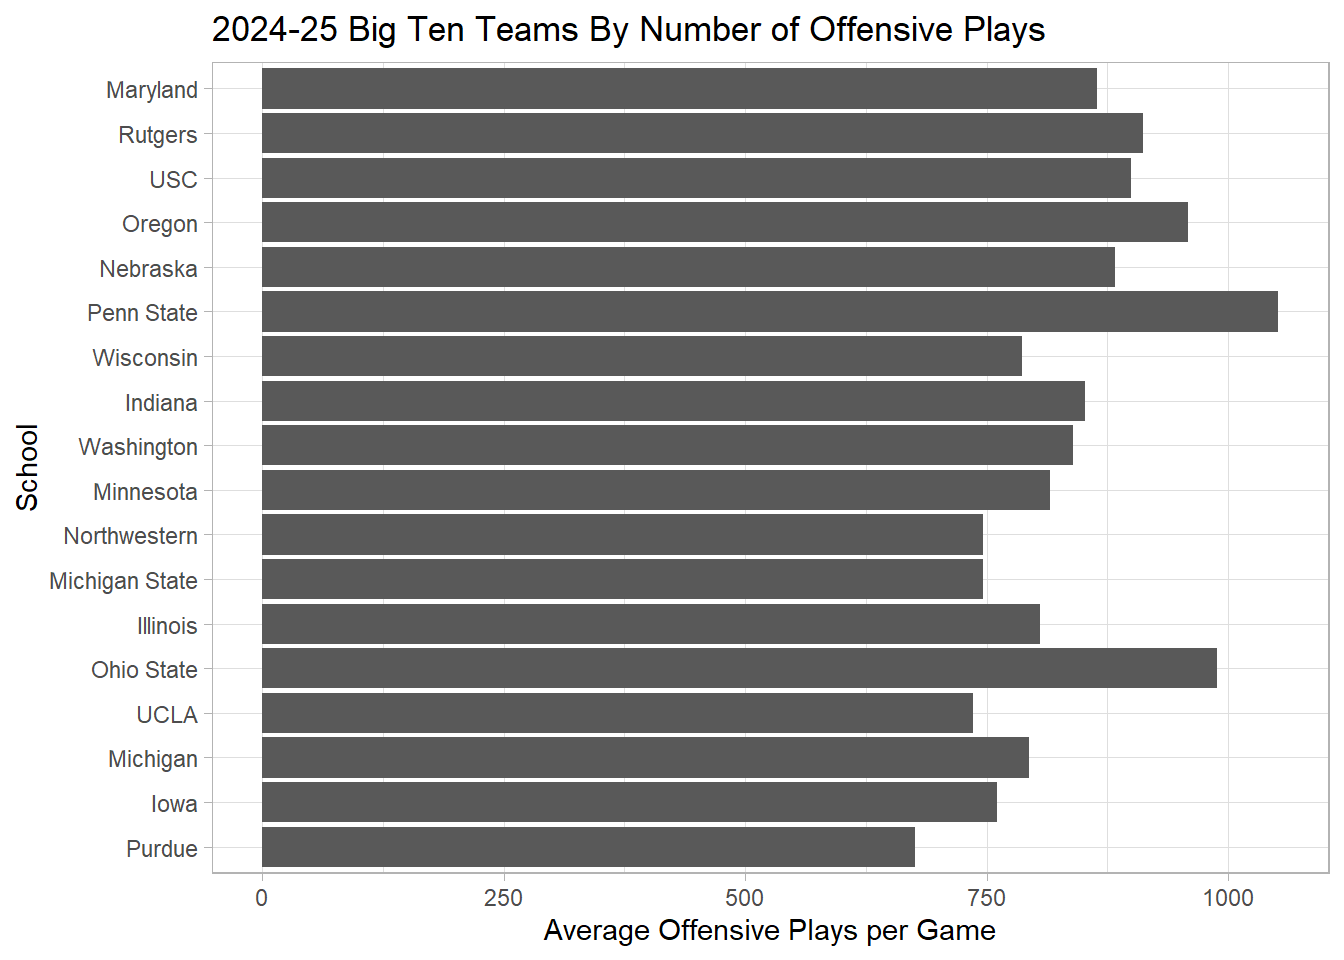 2024-25 Big Ten Teams By Number of Offensive Plays
Maryland
Rutgers
USC
Oregon
Nebraska
Penn State
Wisconsin
Indiana
Washington
Minnesota
Northwestern
Michigan State
Illinois
Ohio State
UCLA
Michigan
Iowa
Purdue
School
0 250 500 750 1000
Average Offensive Plays per Game